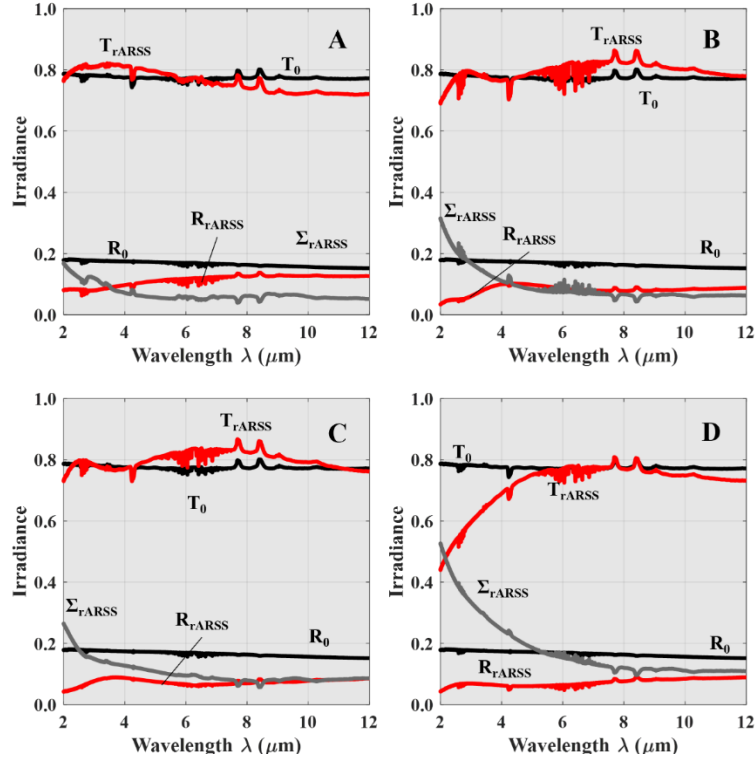 A
T_rARSS
T_0
1.0
0.8
0.6
0.4
0.2
0.0
Irradiance
R_0
R_rARSS
Σ_rARSS
2 4 6 8 10 12
Wavelength λ (μm)
B
T_rARSS
T_0
1.0
0.8
0.6
0.4
0.2
0.0
Irradiance
Σ_rARSS
R_rARSS
R_0
2 4 6 8 10 12
Wavelength λ (μm)
C
T_rARSS
T_0
1.0
0.8
0.6
0.4
0.2
0.0
Irradiance
Σ_rARSS
R_rARSS
R_0
2 4 6 8 10 12
Wavelength λ (μm)
D
T_0
T_rARSS
1.0
0.8
0.6
0.4
0.2
0.0
Irradiance
Σ_rARSS
R_0
R_rARSS
2 4 6 8 10 12
Wavelength λ (μm)